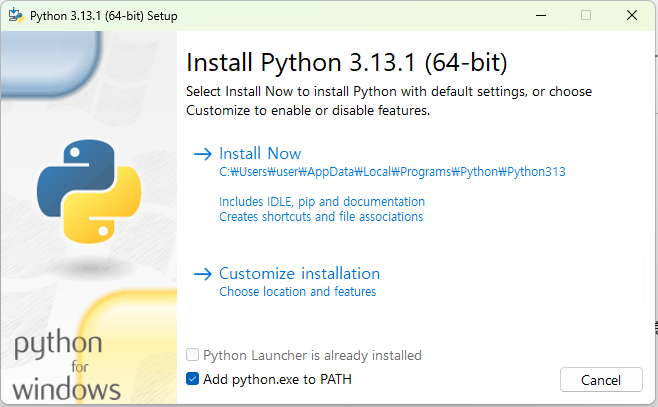 Python 3.13.1 (64-bit) Setup
Install Python 3.13.1 (64-bit)
Select Install Now to install Python with default settings, or choose
Customize to enable or disable features.
Install Now
C:₩Users₩user₩AppData₩Local₩Programs₩Python₩Python313
Includes IDLE, pip and documentation
Creates shortcuts and file associations
Customize installation
Choose location and features
Python Launcher is already installed
Add python.exe to PATH
Cancel
python
for
windows